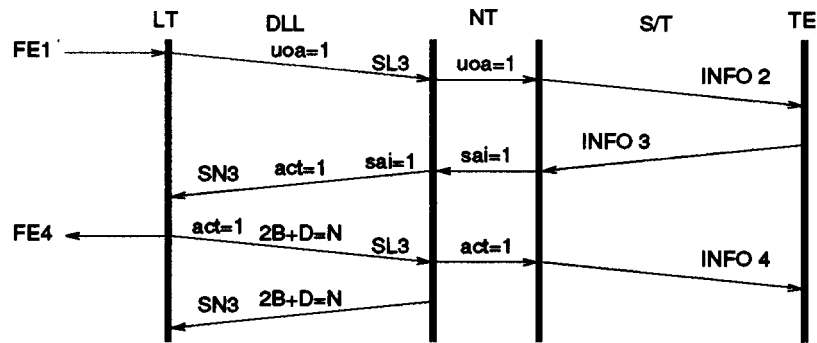 LT DLL NT S/T TE
FE1 uoa=1 SL3 uoa=1 INFO 2
SN3 act=1 sai=1 sai=1 INFO 3
FE4 act=1 2B+D=N SL3 act=1 INFO 4
SN3 2B+D=N